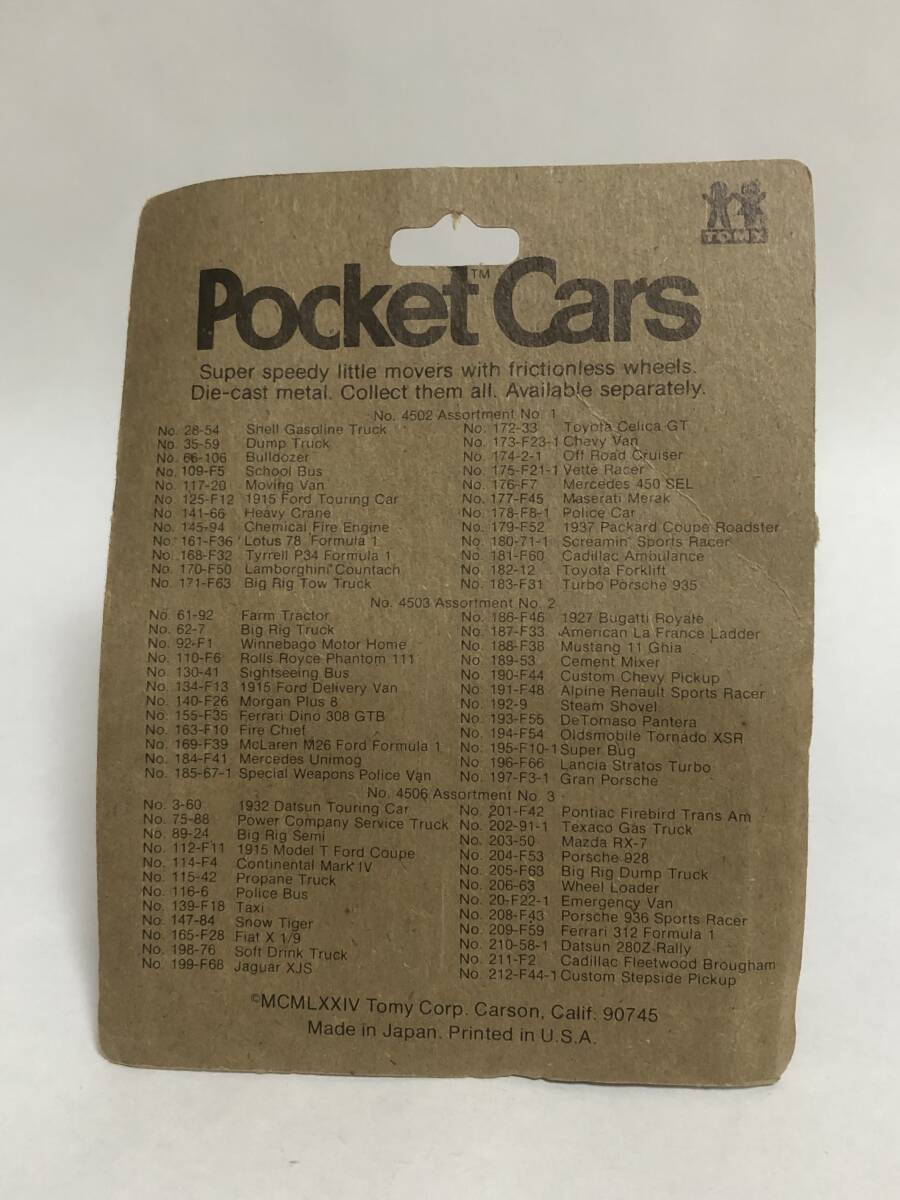 TOMY
Pocket Cars™
Super speedy little movers with frictionless wheels.
Die-cast metal. Collect them all. Available separately.
No. 4502 Assortment No. 1
No. 28-54 Shell Gasoline Truck
No. 35-59 Dump Truck
No. 66-106 Bulldozer
No. 109-F5 School Bus
No. 117-20 Moving Van
No. 125-F12 1915 Ford Touring Car
No. 141-66 Heavy Crane
No. 145-94 Chemical Fire Engine
No. 161-F36 Lotus 78 Formula 1
No. 168-F32 Tyrrell P34 Formula 1
No. 170-F50 Lamborghini Countach
No. 171-F63 Big Rig Tow Truck
No. 172-33 Toyota Celica GT
No. 173-F23-1 Chevy Van
No. 174-2-1 Off Road Cruiser
No. 175-F21-1 Vette Racer
No. 176-F7 Mercedes 450 SEL
No. 177-F45 Maserati Merak
No. 178-F8-1 Police Car
No. 179-F52 1937 Packard Coupe Roadster
No. 180-71-1 Screamin' Sports Racer
No. 181-F60 Cadillac Ambulance
No. 182-12 Toyota Forklift
No. 183-F31 Turbo Porsche 935
No. 4503 Assortment No. 2
No. 61-92 Farm Tractor
No. 62-7 Big Rig Truck
No. 92-F1 Winnebago Motor Home
No. 110-F6 Rolls Royce Phantom 111
No. 130-41 Sightseeing Bus
No. 134-F13 1915 Ford Delivery Van
No. 140-F26 Morgan Plus 8
No. 155-F35 Ferrari Dino 308 GTB
No. 163-F10 Fire Chief
No. 169-F39 McLaren M26 Ford Formula 1
No. 184-F41 Mercedes Unimog
No. 185-67-1 Special Weapons Police Van
No. 186-F46 1927 Bugatti Royale
No. 187-F33 American La France Ladder
No. 188-F38 Mustang 11 Ghia
No. 189-53 Cement Mixer
No. 190-F44 Custom Chevy Pickup
No. 191-F48 Alpine Renault Sports Racer
No. 192-9 Steam Shovel
No. 193-F55 DeTomaso Pantera
No. 194-F54 Oldsmobile Tornado XSR
No. 195-F10-1 Super Bug
No. 196-F66 Lancia Stratos Turbo
No. 197-F3-1 Gran Porsche
No. 4506 Assortment No. 3
No. 3-60 1932 Datsun Touring Car
No. 75-88 Power Company Service Truck
No. 89-24 Big Rig Semi
No. 112-F11 1915 Model T Ford Coupe
No. 114-F4 Continental Mark IV
No. 115-42 Propane Truck
No. 116-6 Police Bus
No. 139-F18 Taxi
No. 147-84 Snow Tiger
No. 165-F28 Fiat X 1/9
No. 198-76 Soft Drink Truck
No. 199-F68 Jaguar XJS
No. 201-F42 Pontiac Firebird Trans Am
No. 202-91-1 Texaco Gas Truck
No. 203-50 Mazda RX-7
No. 204-F53 Porsche 928
No. 205-F63 Big Rig Dump Truck
No. 206-63 Wheel Loader
No. 20-F22-1 Emergency Van
No. 208-F43 Porsche 936 Sports Racer
No. 209-F59 Ferrari 312 Formula 1
No. 210-58-1 Datsun 280Z Rally
No. 211-F2 Cadillac Fleetwood Brougham
No. 212-F44-1 Custom Stepside Pickup
©MCMLXXIV Tomy Corp. Carson, Calif. 90745
Made in Japan. Printed in U.S.A.